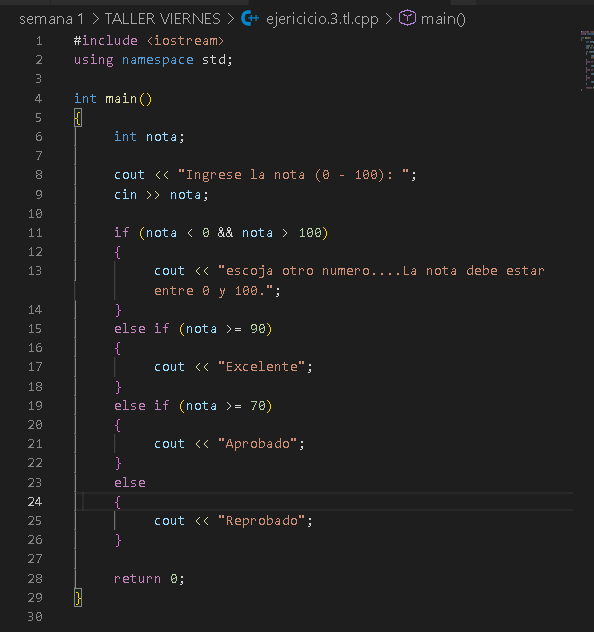 semana 1 > TALLER VIERNES > C++ ejericicio.3.tl.cpp > main()
1 #include <iostream>
2 using namespace std;
3
4 int main()
5 {
6 int nota;
7
8 cout << "Ingrese la nota (0 - 100): ";
9 cin >> nota;
10
11 if (nota < 0 && nota > 100)
12 {
13 cout << "escoja otro numero....La nota debe estar
entre 0 y 100.";
14 }
15 else if (nota >= 90)
16 {
17 cout << "Excelente";
18 }
19 else if (nota >= 70)
20 {
21 cout << "Aprobado";
22 }
23 else
24 {
25 cout << "Reprobado";
26 }
27
28 return 0;
29 }
30